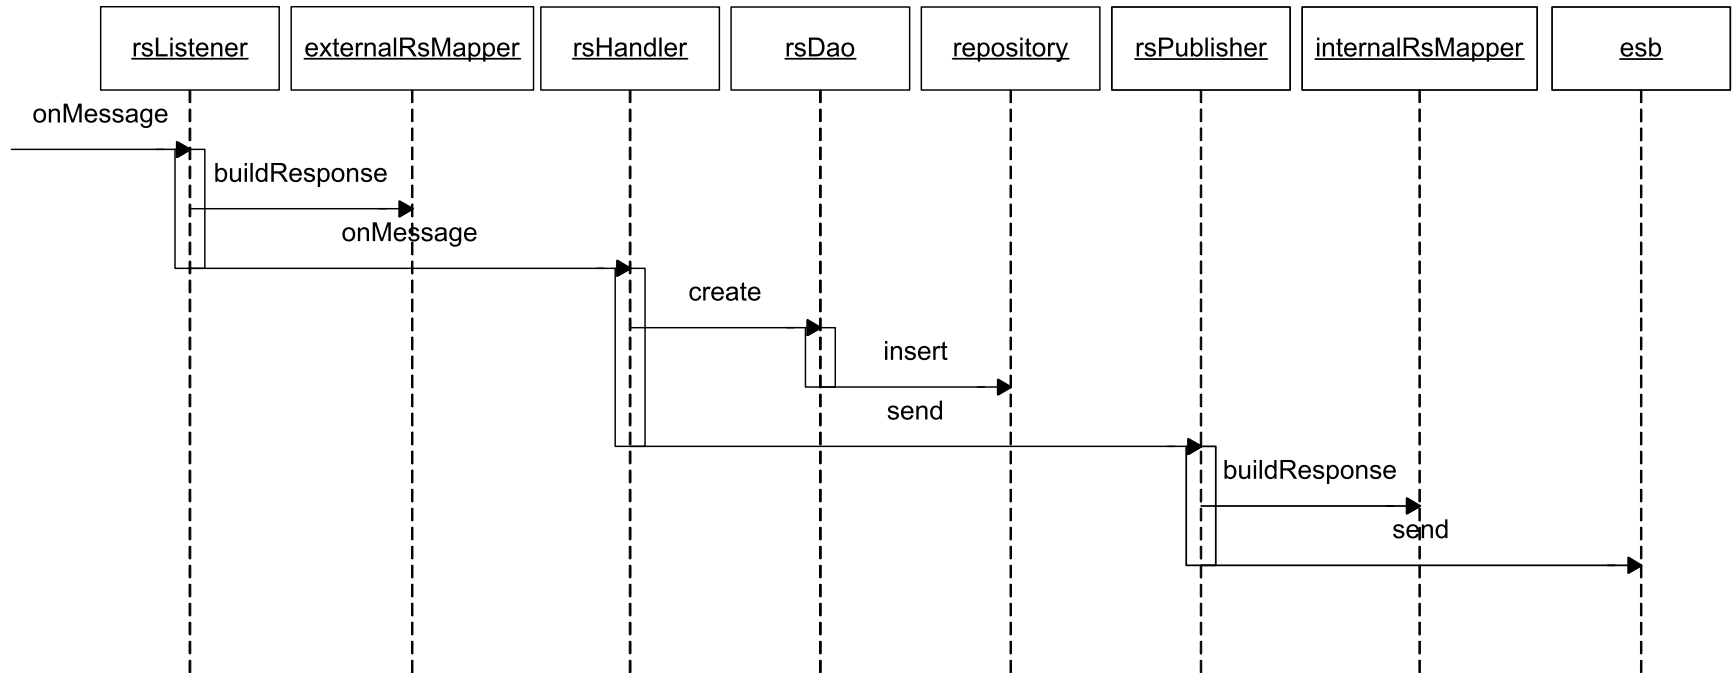 rsListener
externalRsMapper
rsHandler
rsDao
repository
rsPublisher
internalRsMapper
esb
onMessage
buildResponse
onMessage
create
insert
send
buildResponse
send